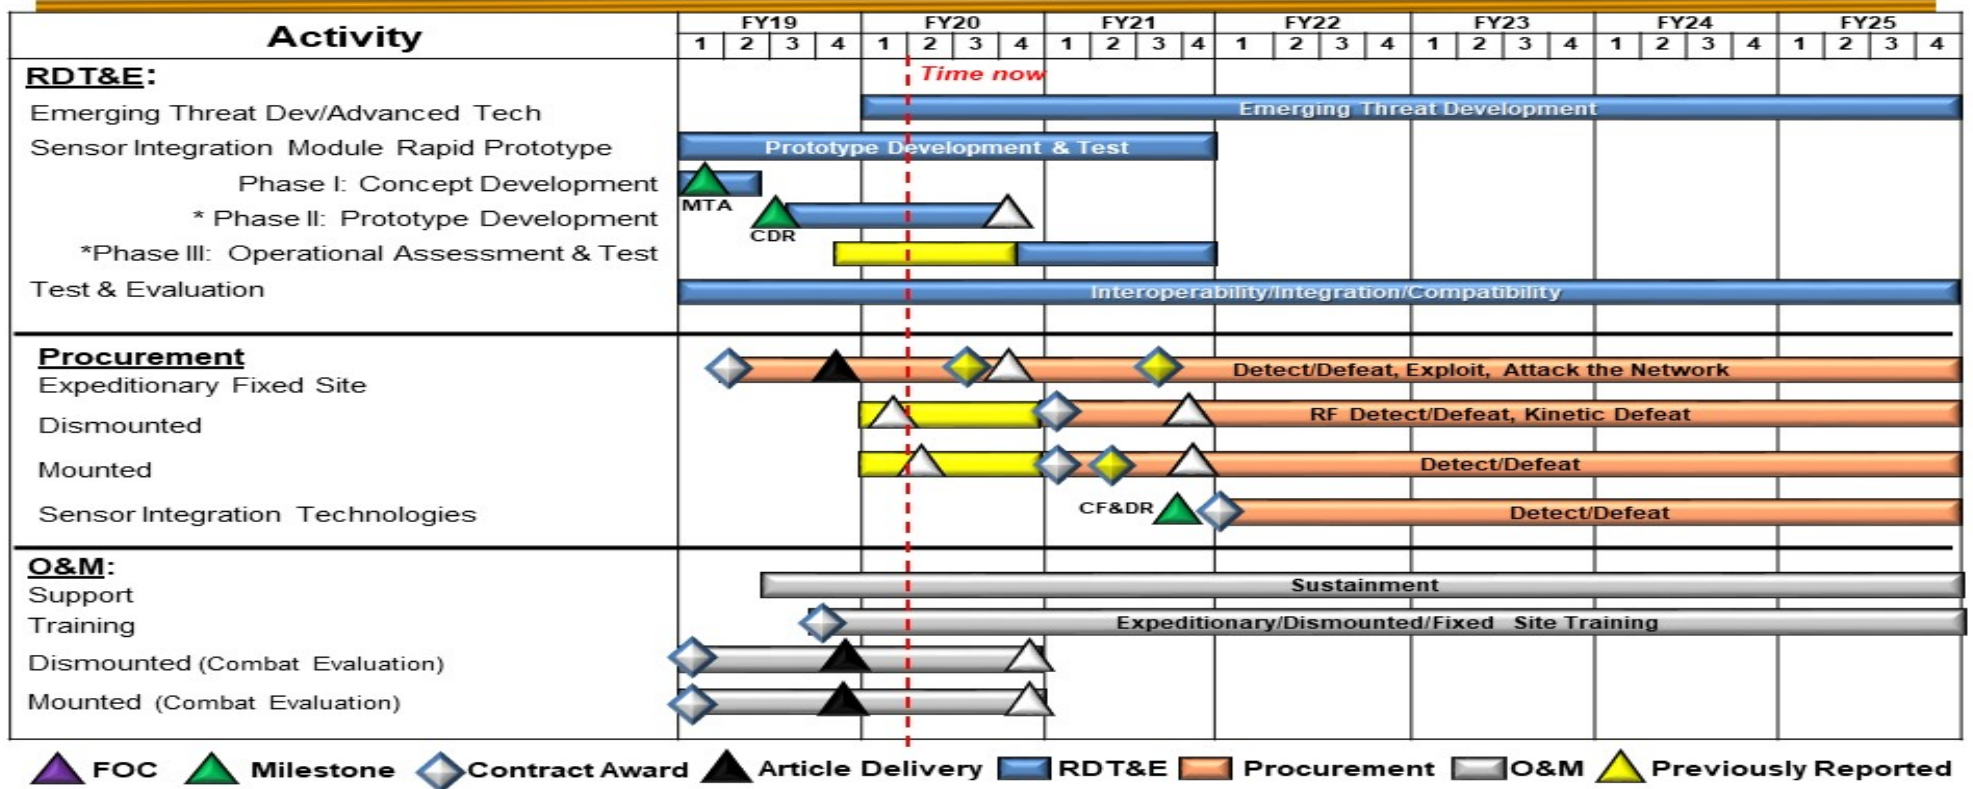 Activity
FY19 FY20 FY21 FY22 FY23 FY24 FY25
1 2 3 4 1 2 3 4 1 2 3 4 1 2 3 4 1 2 3 4 1 2 3 4 1 2 3 4
RDT&E:
Time now
Emerging Threat Dev/Advanced Tech
Emerging Threat Development
Sensor Integration Module Rapid Prototype
Prototype Development & Test
Phase I: Concept Development
MTA
* Phase II: Prototype Development
CDR
*Phase III: Operational Assessment & Test
Test & Evaluation
Interoperability/Integration/Compatibility
Procurement
Expeditionary Fixed Site
Detect/Defeat, Exploit, Attack the Network
Dismounted
RF Detect/Defeat, Kinetic Defeat
Mounted
Detect/Defeat
Sensor Integration Technologies
CF&DR
Detect/Defeat
O&M:
Support
Sustainment
Training
Expeditionary/Dismounted/Fixed Site Training
Dismounted (Combat Evaluation)
Mounted (Combat Evaluation)
FOC Milestone Contract Award Article Delivery RDT&E Procurement O&M Previously Reported